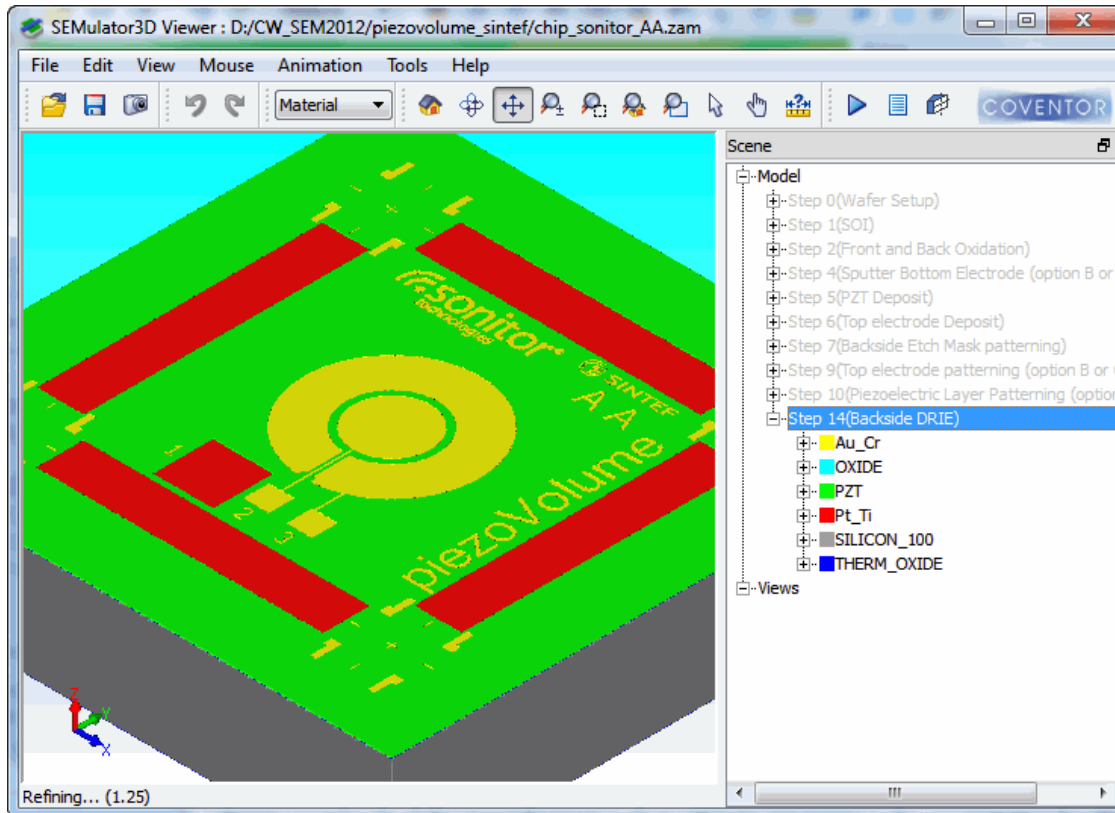 SEMulator3D Viewer : D:/CW_SEM2012/piezovolume_sintef/chip_sonitor_AA.zam
File Edit View Mouse Animation Tools Help
Material
COVENTOR
Scene
Model
Step 0(Wafer Setup)
Step 1(SOI)
Step 2(Front and Back Oxidation)
Step 4(Sputter Bottom Electrode (option B or
Step 5(PZT Deposit)
Step 6(Top electrode Deposit)
Step 7(Backside Etch Mask patterning)
Step 9(Top electrode patterning (option B or
Step 10(Piezoelectric Layer Patterning (option
Step 14(Backside DRIE)
Au_Cr
OXIDE
PZT
Pt_Ti
SILICON_100
THERM_OXIDE
Views
sonitor
technologies
SINTEF
AA
piezoVolume
1
2
3
Z
Y
X
Refining... (1.25)